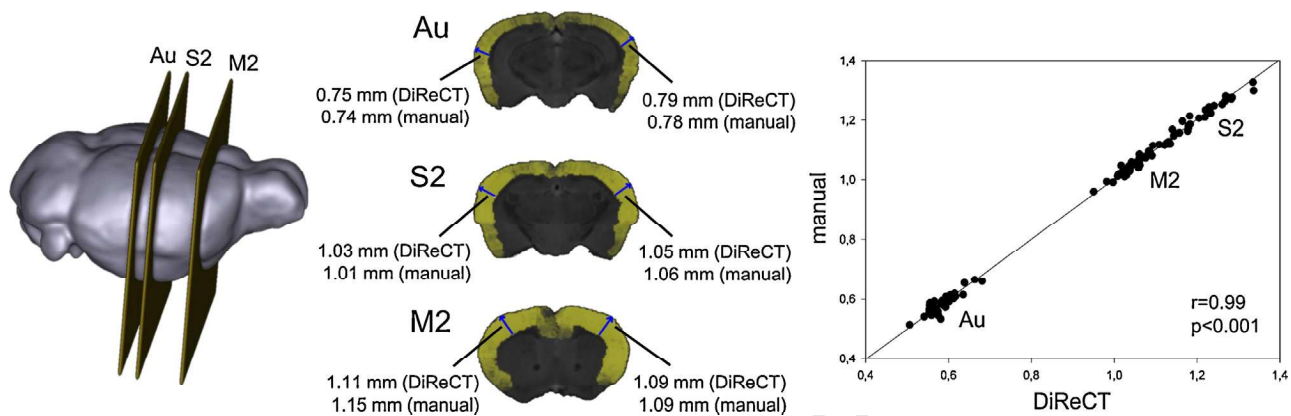 Au S2 M2
Au
0.75 mm (DiReCT)
0.74 mm (manual)
0.79 mm (DiReCT)
0.78 mm (manual)
S2
1.03 mm (DiReCT)
1.01 mm (manual)
1.05 mm (DiReCT)
1.06 mm (manual)
M2
1.11 mm (DiReCT)
1.15 mm (manual)
1.09 mm (DiReCT)
1.09 mm (manual)
manual
1,4
1,2
1,0
0,8
0,6
0,4
S2
M2
Au
r=0.99
p<0.001
0,4 0,6 0,8 1,0 1,2 1,4
DiReCT